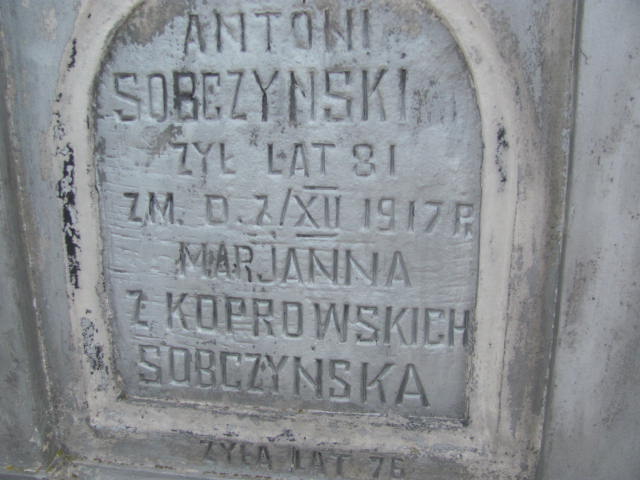 ANTONI
SOBCZYNSKI
ŻYŁ LAT 81
ZM. D. 7/XII 1917 R.
MARJANNA
Z KOPROWSKICH
SOBCZYNSKA
ŻYŁA LAT 76